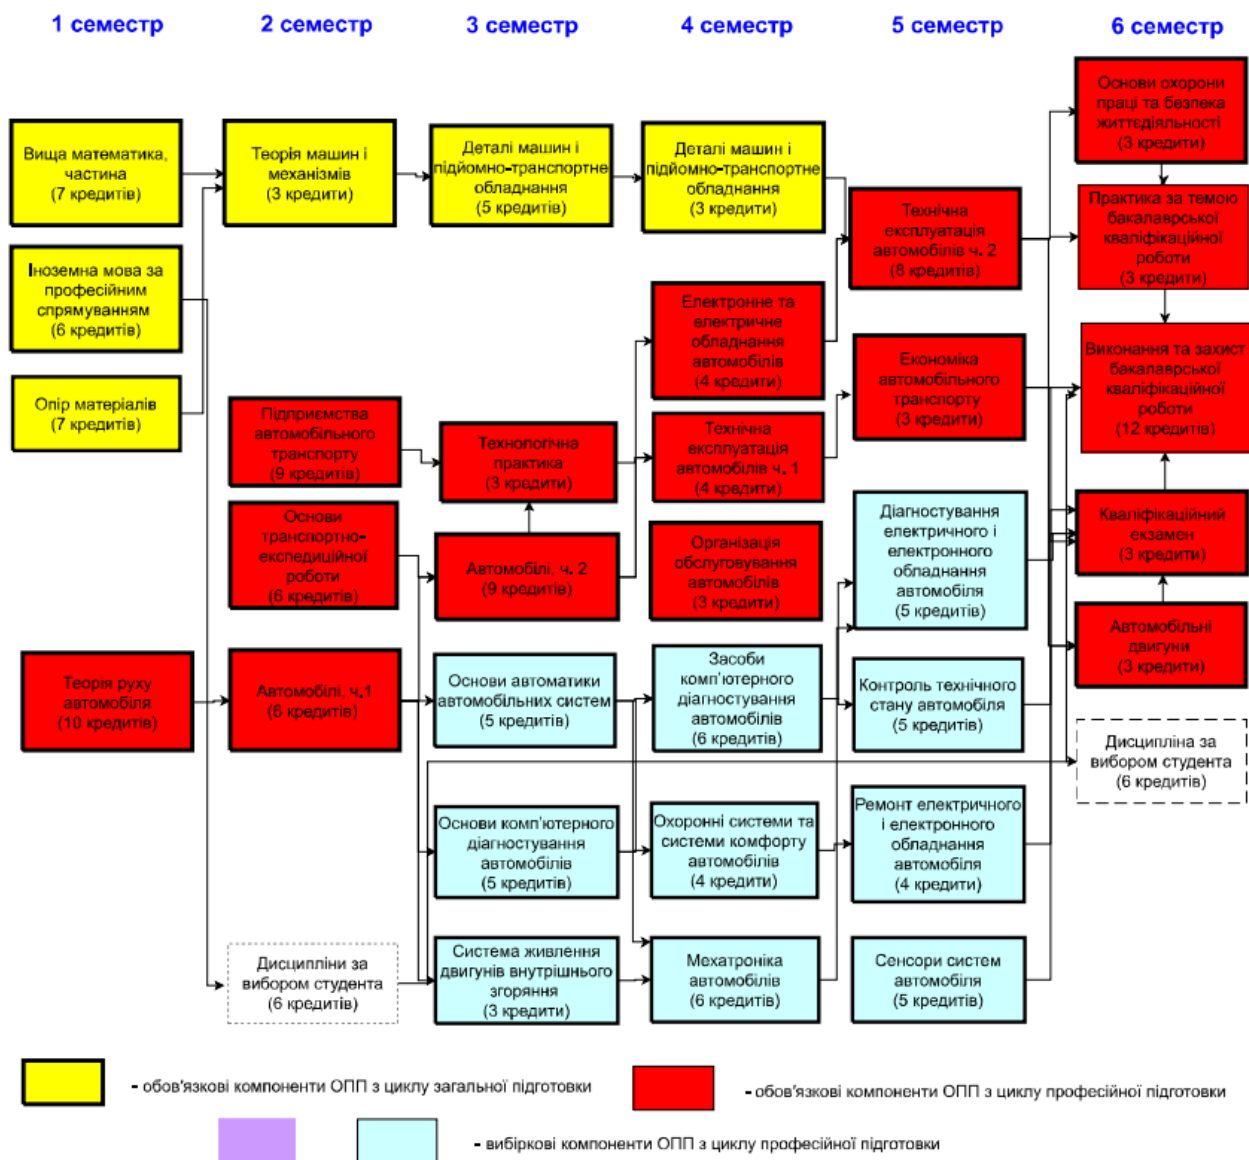 1 семестр
2 семестр
3 семестр
4 семестр
5 семестр
6 семестр
Вища математика,
частина
(7 кредитів)
Іноземна мова за
професійним
спрямуванням
(6 кредитів)
Опір матеріалів
(7 кредитів)
Теорія руху
автомобіля
(10 кредитів)
Теорія машин і
механізмів
(3 кредити)
Підприємства
автомобільного
транспорту
(9 кредитів)
Основи
транспортно-
експедиційної
роботи
(6 кредитів)
Автомобілі, ч.1
(6 кредитів)
Дисципліни за
вибором студента
(6 кредитів)
Деталі машин і
підйомно-транспортне
обладнання
(5 кредитів)
Технологічна
практика
(3 кредити)
Автомобілі, ч. 2
(9 кредитів)
Основи автоматики
автомобільних систем
(5 кредитів)
Основи комп'ютерного
діагностування
автомобілів
(5 кредитів)
Система живлення
двигунів внутрішнього
згоряння
(3 кредити)
Деталі машин і
підйомно-транспортне
обладнання
(3 кредити)
Електронне та
електричне
обладнання
автомобілів
(4 кредити)
Технічна
експлуатація
автомобілів ч. 1
(4 кредити)
Організація
обслуговування
автомобілів
(3 кредити)
Засоби
комп'ютерного
діагностування
автомобілів
(6 кредитів)
Охоронні системи та
системи комфорту
автомобілів
(4 кредити)
Мехатроніка
автомобілів
(6 кредитів)
Технічна
експлуатація
автомобілів ч. 2
(8 кредитів)
Економіка
автомобільного
транспорту
(3 кредити)
Діагностування
електричного і
електронного
обладнання
автомобіля
(5 кредитів)
Контроль технічного
стану автомобіля
(5 кредитів)
Ремонт електричного
і електронного
обладнання
автомобіля
(4 кредити)
Сенсори систем
автомобіля
(5 кредитів)
Основи охорони
праці та безпека
життєдіяльності
(3 кредити)
Практика за темою
бакалаврської
кваліфікаційної
роботи
(3 кредити)
Виконання та захист
бакалаврської
кваліфікаційної
роботи
(12 кредитів)
Кваліфікаційний
екзамен
(3 кредити)
Автомобільні
двигуни
(3 кредити)
Дисципліна за
вибором студента
(6 кредитів)
- обов'язкові компоненти ОПП з циклу загальної підготовки
- обов'язкові компоненти ОПП з циклу професійної підготовки
- вибіркові компоненти ОПП з циклу професійної підготовки